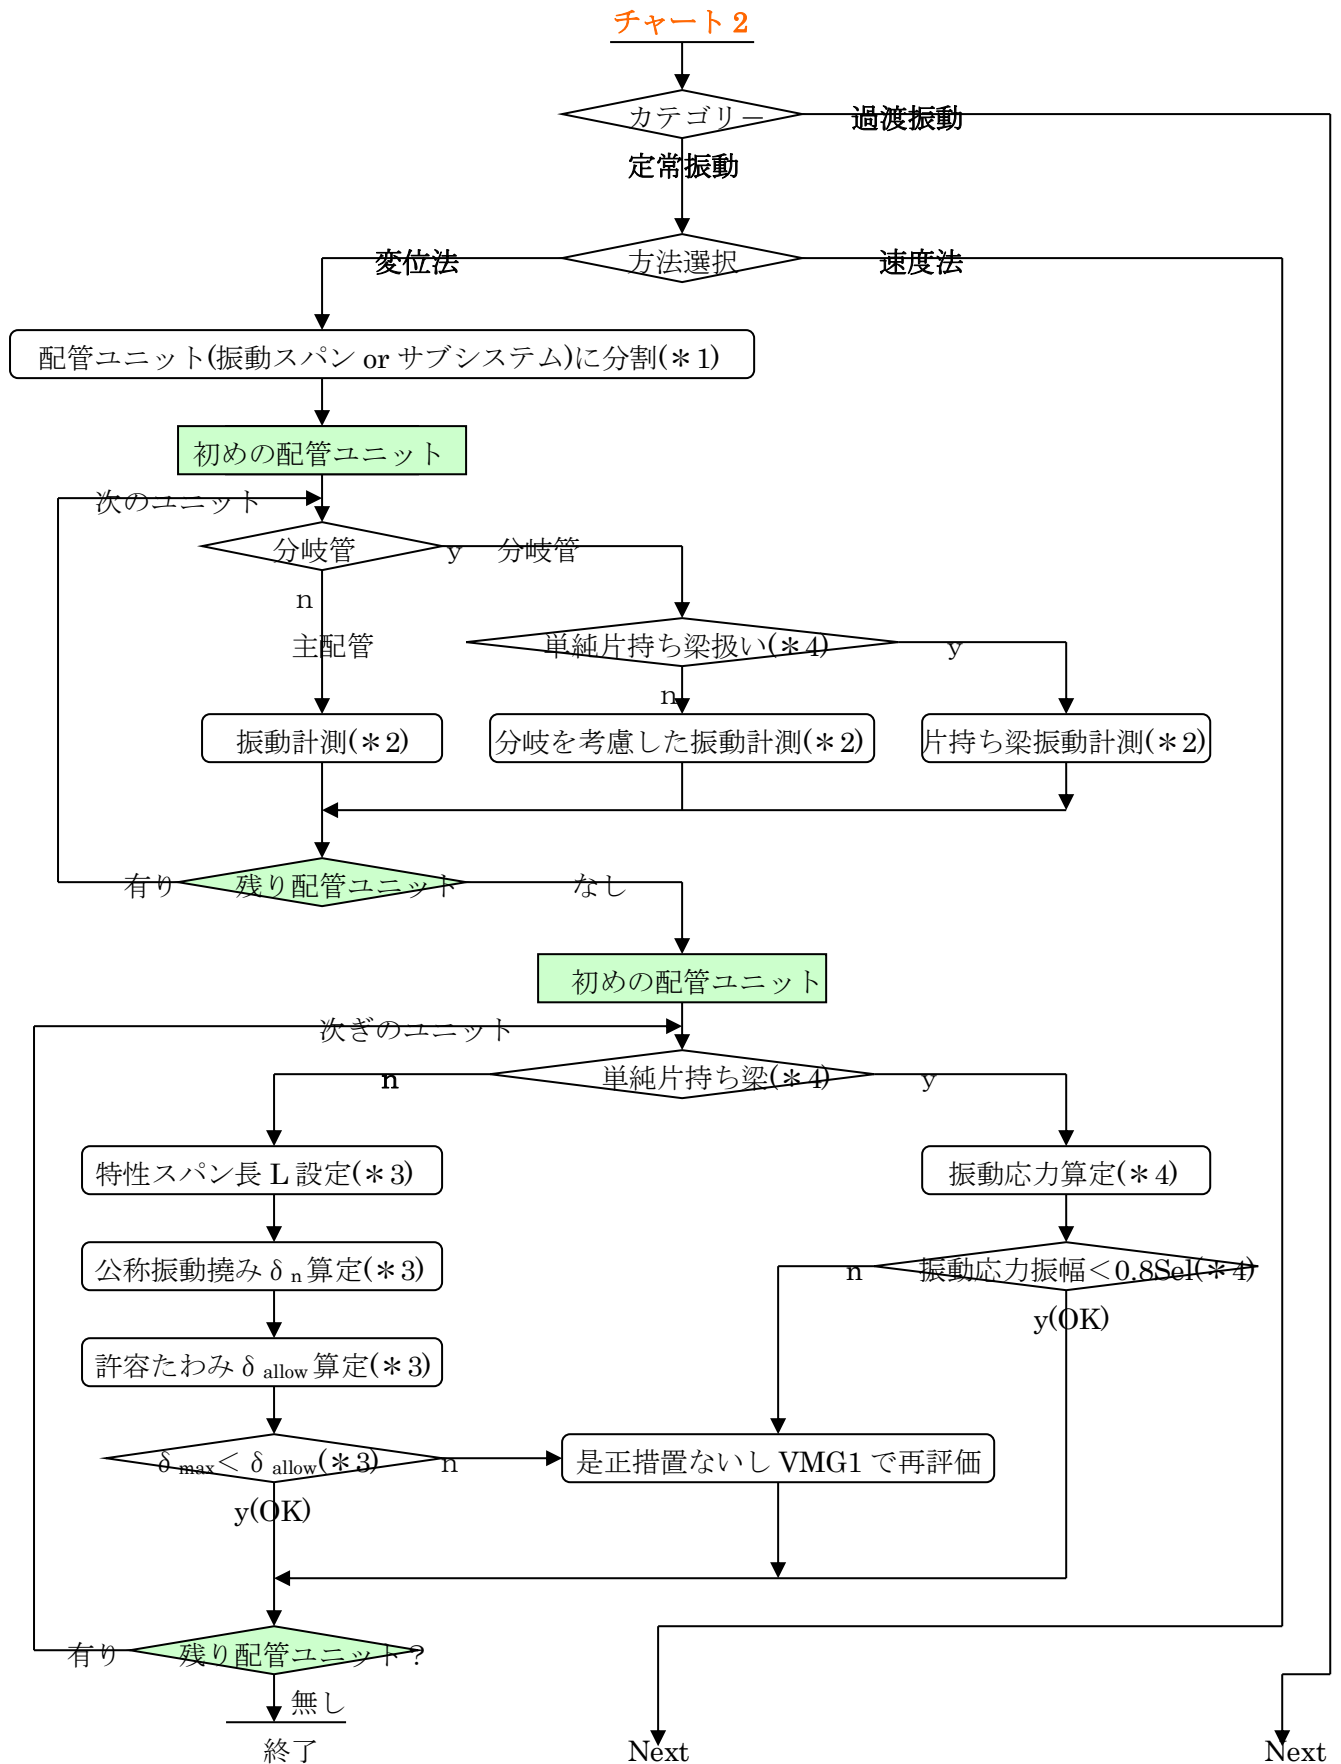 チャート 2
カテゴリー
過渡振動
定常振動
変位法
方法選択
速度法
配管ユニット(振動スパン or サブシステム)に分割(＊1)
初めの配管ユニット
次のユニット
分岐管
y
分岐管
n
主配管
単純片持ち梁扱い(＊4)
y
n
振動計測(＊2)
分岐を考慮した振動計測(＊2)
片持ち梁振動計測(＊2)
有り
残り配管ユニット
なし
初めの配管ユニット
次ぎのユニット
n
単純片持ち梁(＊4)
y
特性スパン長 L 設定(＊3)
振動応力算定(＊4)
公称振動撓み δ n 算定(＊3)
n
振動応力振幅＜0.8Sel(＊4)
y(OK)
許容たわみ δ allow 算定(＊3)
δ max＜ δ allow(＊3)
n
是正措置ないし VMG1 で再評価
y(OK)
有り
残り配管ユニット？
無し
終了
Next
Next